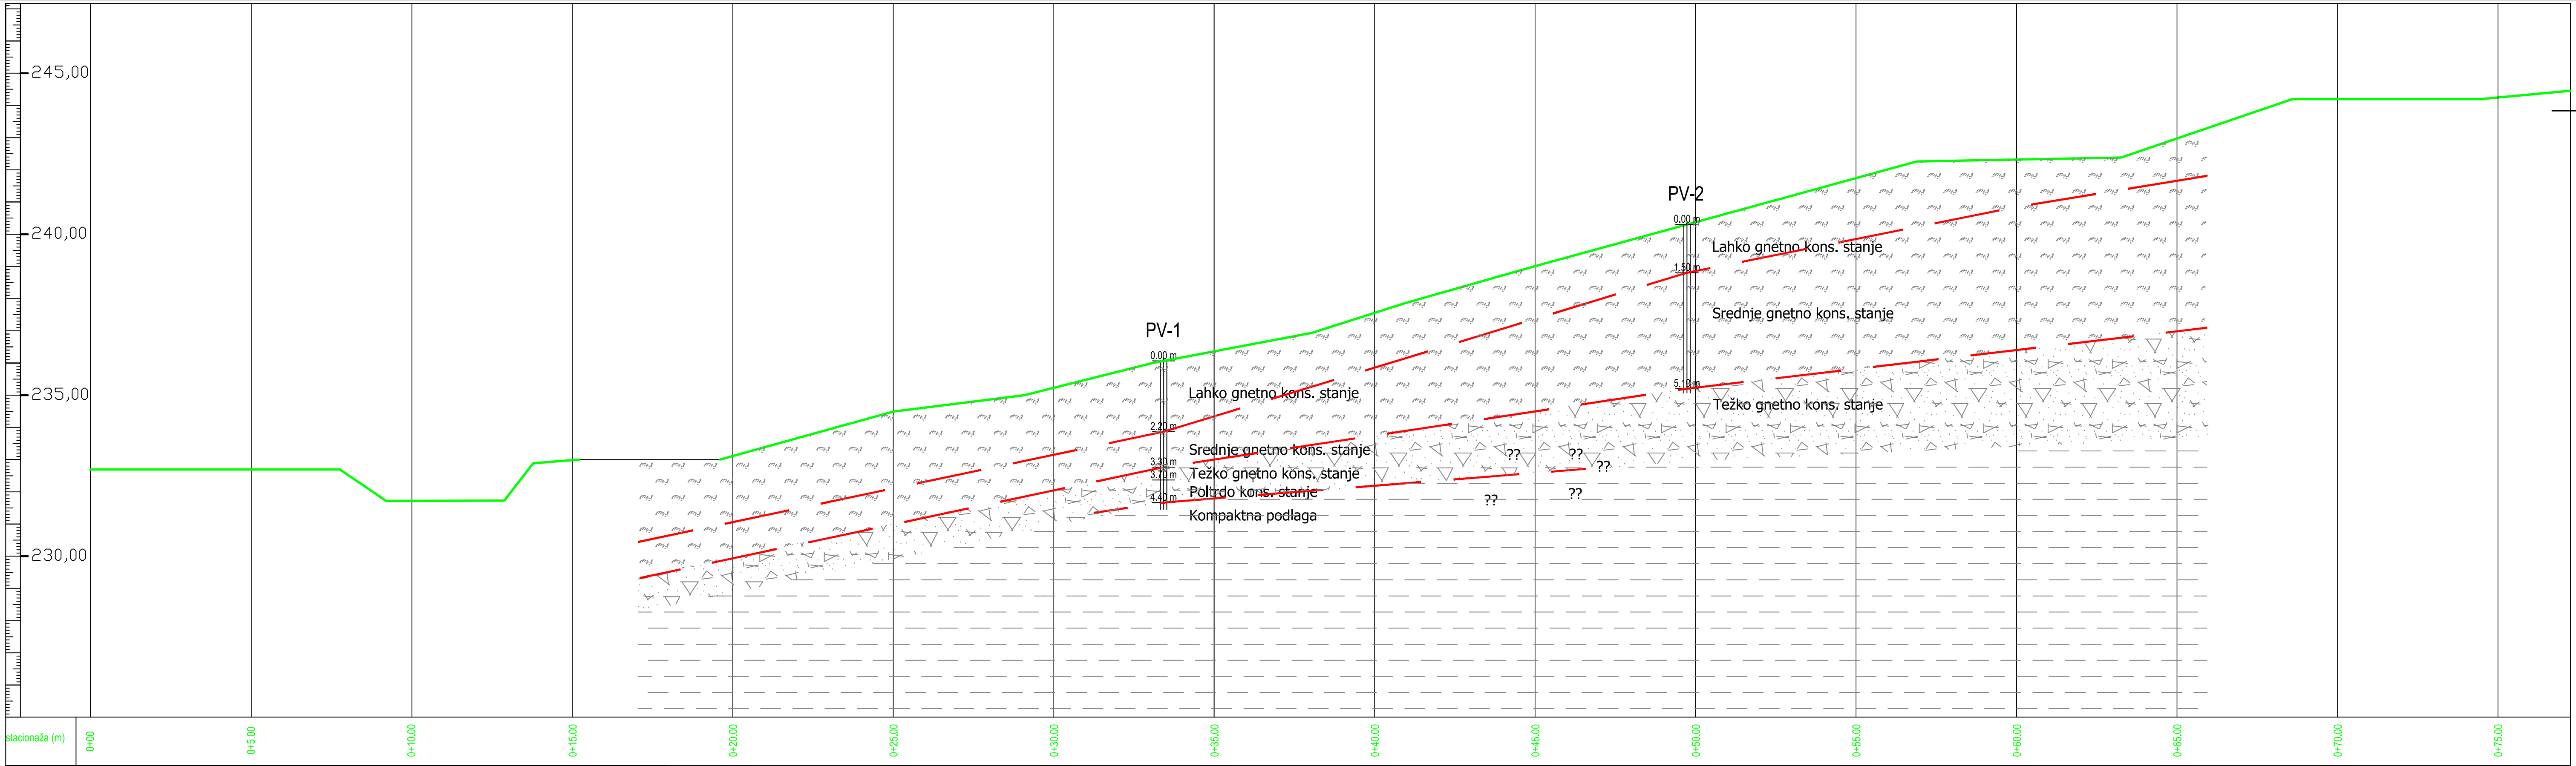 245,00
240,00
235,00
230,00
PV-1
0.00 m
2.20 m
3.30 m
3.70 m
4.40 m
Lahko gnetno kons. stanje
Srednje gnetno kons. stanje
Težko gnetno kons. stanje
Poltrdo kons. stanje
Kompaktna podlaga
?? ?? ??
?? ??
PV-2
0.00 m
1.50 m
5.10 m
Lahko gnetno kons. stanje
Srednje gnetno kons. stanje
Težko gnetno kons. stanje
stacionaža (m)
0+00
0+5.00
0+10.00
0+15.00
0+20.00
0+25.00
0+30.00
0+35.00
0+40.00
0+45.00
0+50.00
0+55.00
0+60.00
0+65.00
0+70.00
0+75.00